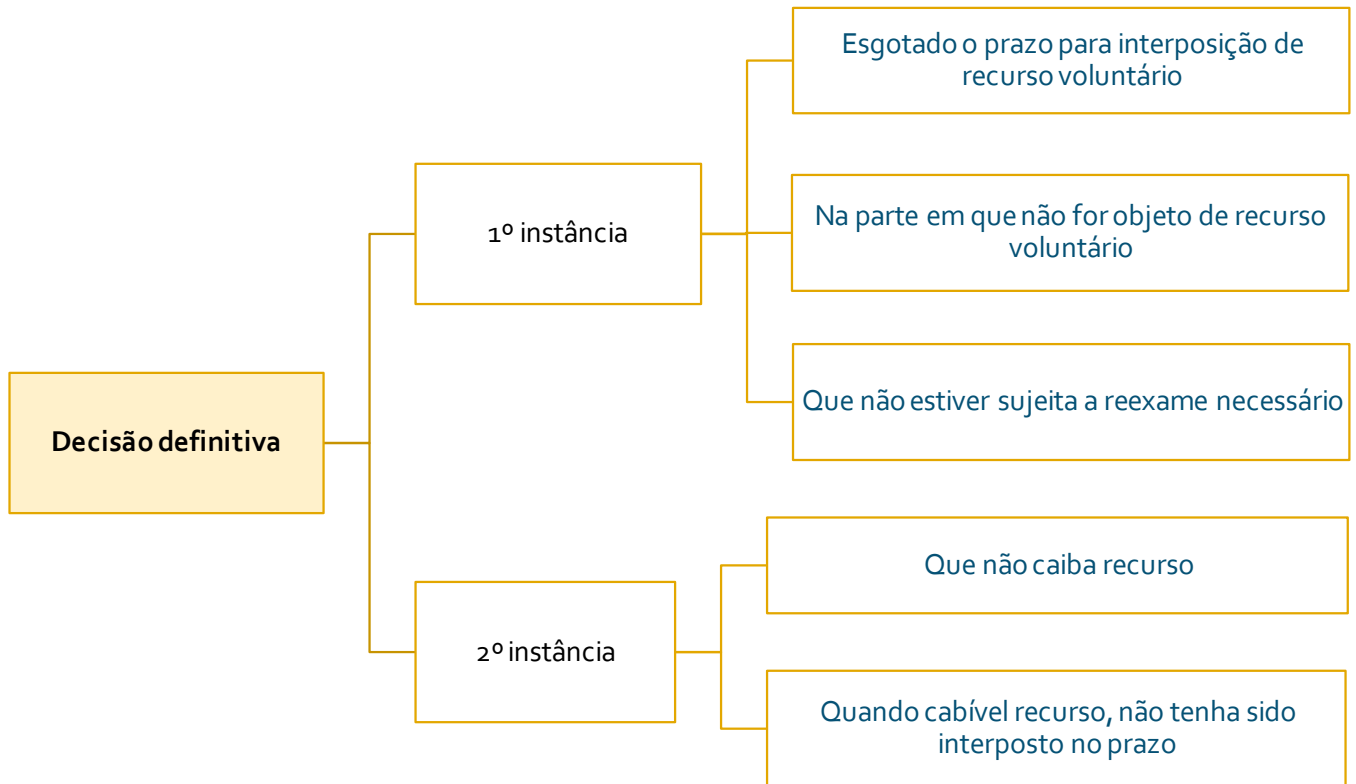 Decisão definitiva
1º instância
Esgotado o prazo para interposição de
recurso voluntário
Na parte em que não for objeto de recurso
voluntário
Que não estiver sujeita a reexame necessário
2º instância
Que não caiba recurso
Quando cabível recurso, não tenha sido
interposto no prazo